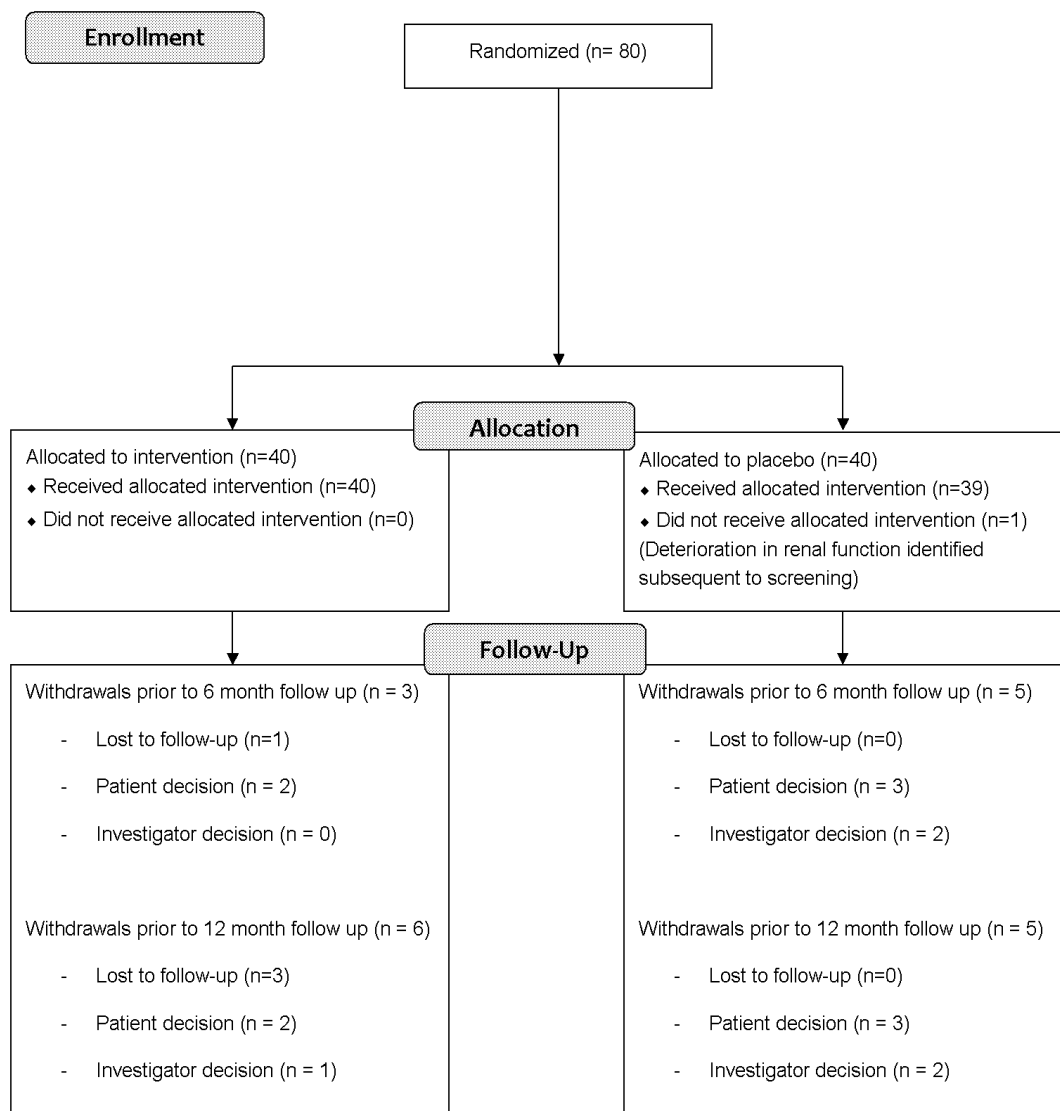 Enrollment
Randomized (n= 80)
Allocation
Allocated to intervention (n=40)
⬥ Received allocated intervention (n=40)
⬥ Did not receive allocated intervention (n=0)
Allocated to placebo (n=40)
⬥ Received allocated intervention (n=39)
⬥ Did not receive allocated intervention (n=1)
(Deterioration in renal function identified
subsequent to screening)
Follow-Up
Withdrawals prior to 6 month follow up (n = 3)
- Lost to follow-up (n=1)
- Patient decision (n = 2)
- Investigator decision (n = 0)
Withdrawals prior to 12 month follow up (n = 6)
- Lost to follow-up (n=3)
- Patient decision (n = 2)
- Investigator decision (n = 1)
Withdrawals prior to 6 month follow up (n = 5)
- Lost to follow-up (n=0)
- Patient decision (n = 3)
- Investigator decision (n = 2)
Withdrawals prior to 12 month follow up (n = 5)
- Lost to follow-up (n=0)
- Patient decision (n = 3)
- Investigator decision (n = 2)